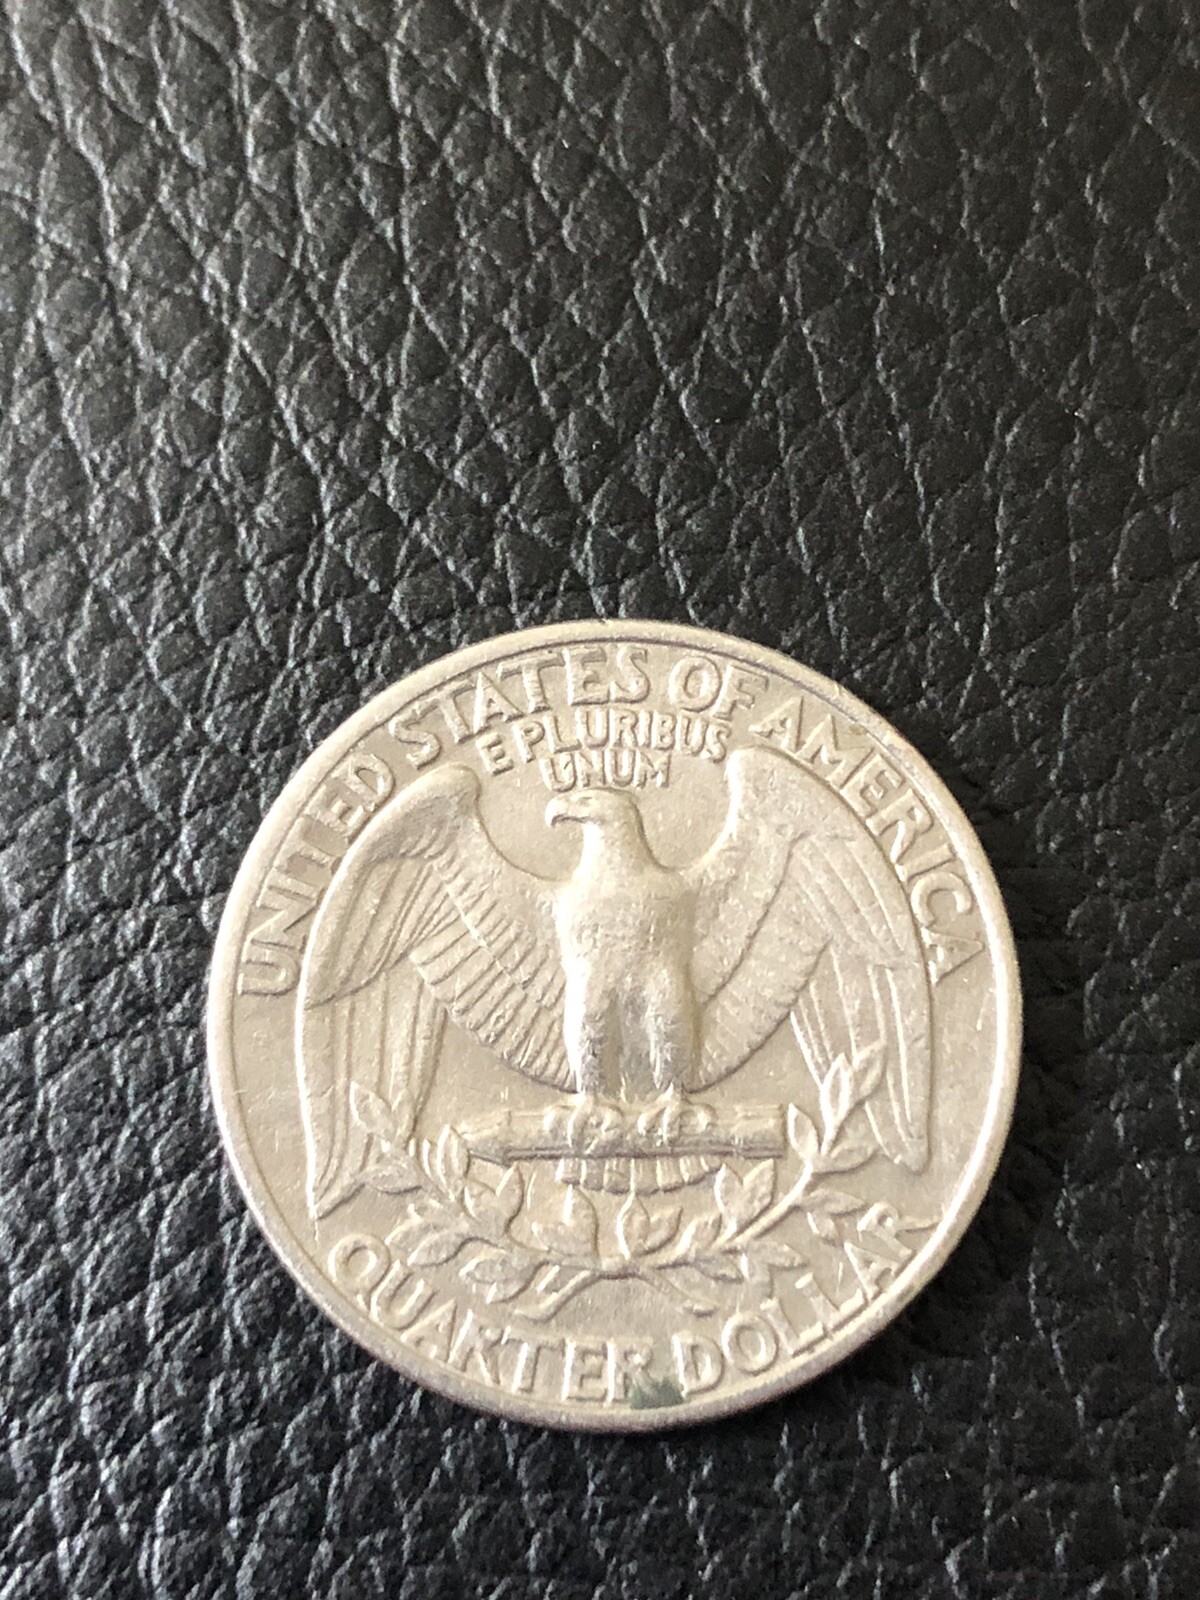 UNITED STATES OF AMERICA
E PLURIBUS
UNUM
QUARTER DOLLAR